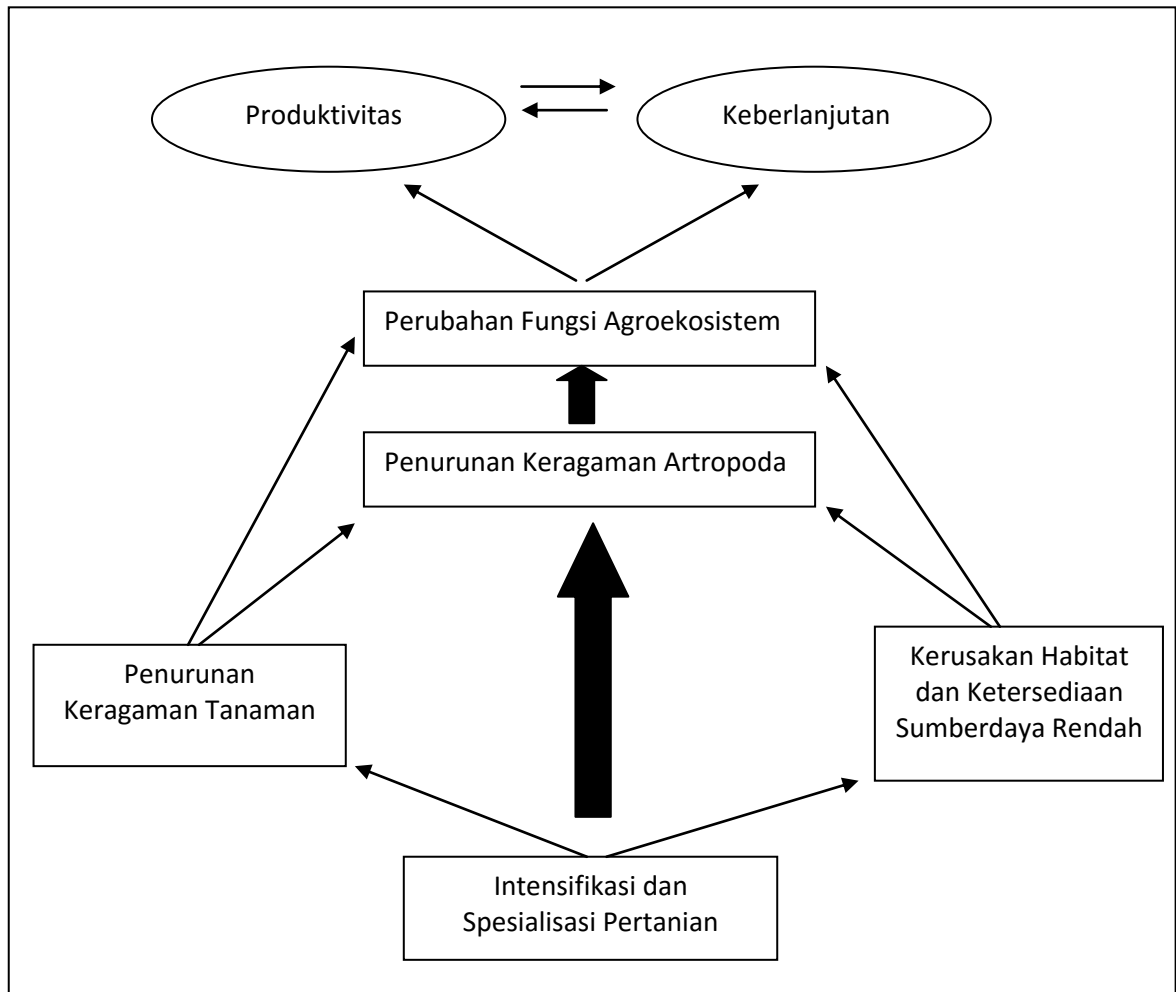 Produktivitas
Keberlanjutan
Perubahan Fungsi Agroekosistem
Penurunan Keragaman Artropoda
Penurunan
Keragaman Tanaman
Kerusakan Habitat
dan Ketersediaan
Sumberdaya Rendah
Intensifikasi dan
Spesialisasi Pertanian